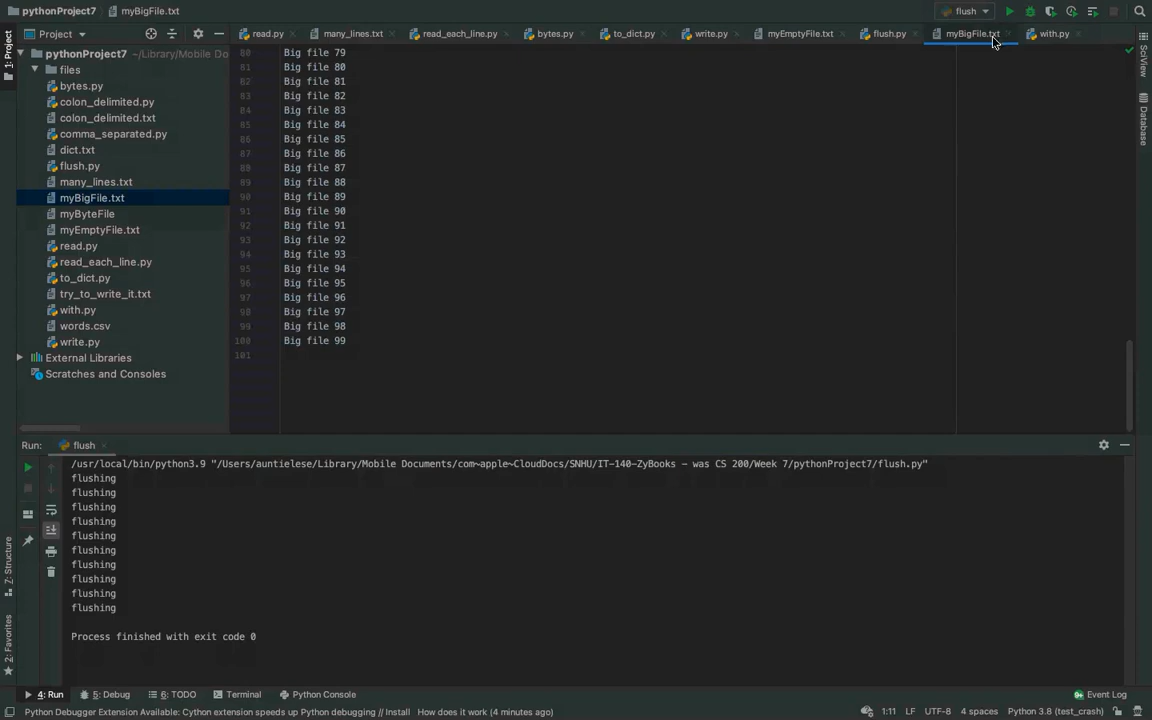 pythonProject7 › myBigFile.txt
flush
1: Project
Project
read.py
many_lines.txt
read_each_line.py
bytes.py
to_dict.py
write.py
myEmptyFile.txt
flush.py
myBigFile.txt
with.py
SciView
Database
pythonProject7 ~/Library/Mobile Do
files
bytes.py
colon_delimited.py
colon_delimited.txt
comma_separated.py
dict.txt
flush.py
many_lines.txt
myBigFile.txt
myByteFile
myEmptyFile.txt
read.py
read_each_line.py
to_dict.py
try_to_write_it.txt
with.py
words.csv
write.py
External Libraries
Scratches and Consoles
80 Big file 79
81 Big file 80
82 Big file 81
83 Big file 82
84 Big file 83
85 Big file 84
86 Big file 85
87 Big file 86
88 Big file 87
89 Big file 88
90 Big file 89
91 Big file 90
92 Big file 91
93 Big file 92
94 Big file 93
95 Big file 94
96 Big file 95
97 Big file 96
98 Big file 97
99 Big file 98
100 Big file 99
101
Run: flush
/usr/local/bin/python3.9 "/Users/auntielese/Library/Mobile Documents/com~apple~CloudDocs/SNHU/IT-140-ZyBooks - was CS 200/Week 7/pythonProject7/flush.py"
flushing
flushing
flushing
flushing
flushing
flushing
flushing
flushing
flushing
flushing
Process finished with exit code 0
Z: Structure
2: Favorites
4: Run
5: Debug
6: TODO
Terminal
Python Console
Event Log
Python Debugger Extension Available: Cython extension speeds up Python debugging // Install How does it work (4 minutes ago)
1:11 LF UTF-8 4 spaces Python 3.8 (test_crash)